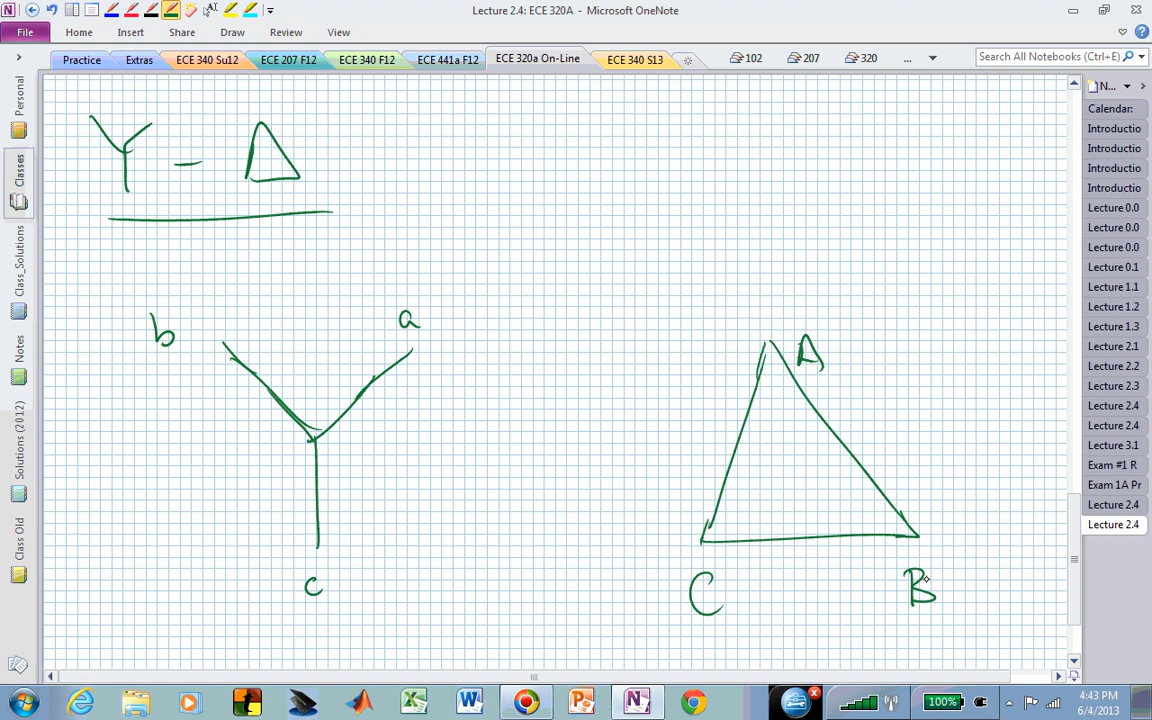 Lecture 2.4: ECE 320A - Microsoft OneNote
File Home Insert Share Draw Review View
Practice Extras ECE 340 Su12 ECE 207 F12 ECE 340 F12 ECE 441a F12 ECE 320a On-Line ECE 340 S13 102 207 320 ... Search All Notebooks (Ctrl+E)
Personal
Classes
Class_Solutions
Notes
Solutions (2012)
Class Old
N...
Calendar:
Introductio
Introductio
Introductio
Introductio
Lecture 0.0
Lecture 0.0
Lecture 0.0
Lecture 0.1
Lecture 1.1
Lecture 1.2
Lecture 1.3
Lecture 2.1
Lecture 2.2
Lecture 2.3
Lecture 2.4
Lecture 2.4
Lecture 3.1
Exam #1 R
Exam 1A Pr
Lecture 2.4
Lecture 2.4
Y - Δ
b a
c
A
C B
100%
4:43 PM
6/4/2013